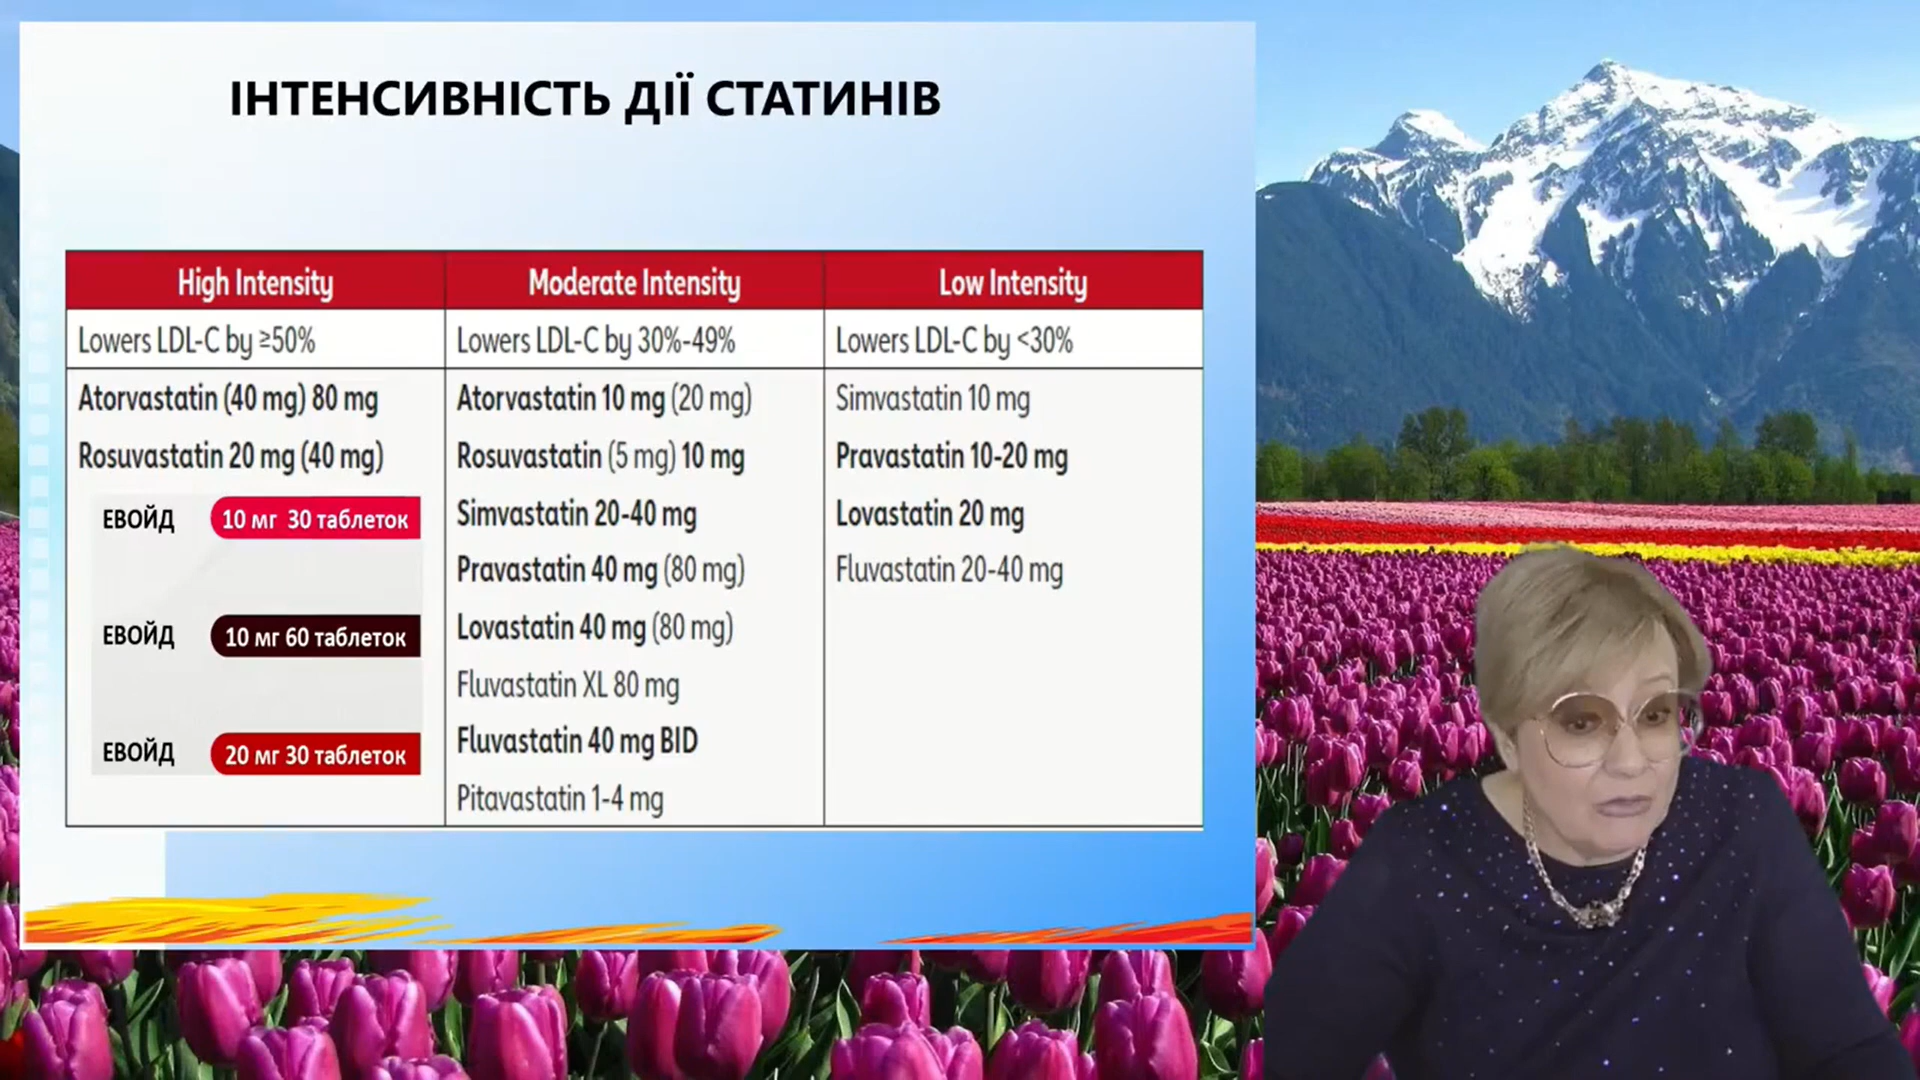 ІНТЕНСИВНІСТЬ ДІЇ СТАТИНІВ
High Intensity
Moderate Intensity
Low Intensity
Lowers LDL-C by ≥50%
Lowers LDL-C by 30%-49%
Lowers LDL-C by <30%
Atorvastatin (40 mg) 80 mg
Rosuvastatin 20 mg (40 mg)
ЕВОЙД 10 мг 30 таблеток
ЕВОЙД 10 мг 60 таблеток
ЕВОЙД 20 мг 30 таблеток
Atorvastatin 10 mg (20 mg)
Rosuvastatin (5 mg) 10 mg
Simvastatin 20-40 mg
Pravastatin 40 mg (80 mg)
Lovastatin 40 mg (80 mg)
Fluvastatin XL 80 mg
Fluvastatin 40 mg BID
Pitavastatin 1-4 mg
Simvastatin 10 mg
Pravastatin 10-20 mg
Lovastatin 20 mg
Fluvastatin 20-40 mg